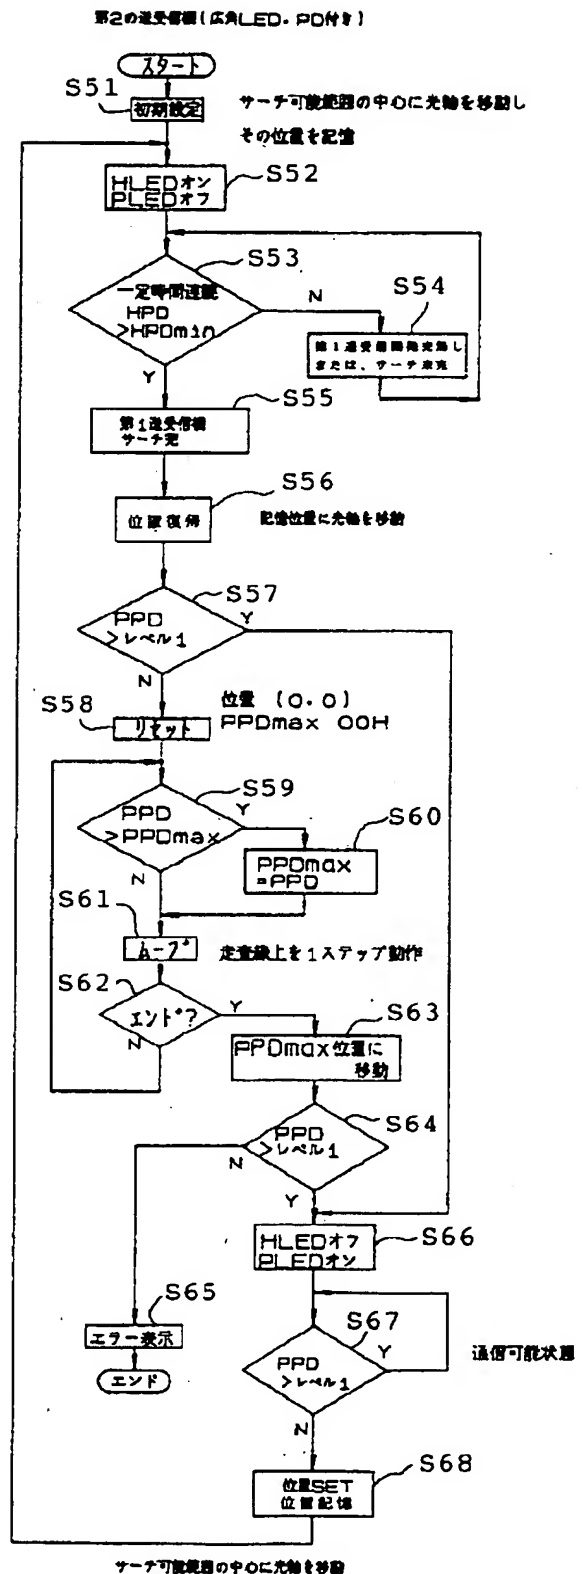 第2の送受信機(広角LED・PD付き)
スタート
S51
初期設定
サーチ可能範囲の中心に光軸を移動し
その位置を記憶
S52
HLEDオン
PLEDオフ
S53
一定時間連続
HPD
>HPDmin
N
Y
S54
第1送受信機発光無し
または、サーチ未完
S55
第1送受信機
サーチ完
S56
位置復帰
記憶位置に光軸を移動
S57
PPD
>レベル1
Y
N
S58
リセット
位置 (0.0)
PPDmax 00H
S59
PPD
>PPDmax
Y
N
S60
PPDmax
=PPD
S61
ムーブ
走査線上を1ステップ動作
S62
エンド?
Y
N
S63
PPDmax位置に
移動
S64
PPD
>レベル1
N
Y
S66
HLEDオフ
PLEDオン
S65
エラー表示
エンド
S67
PPD
>レベル1
Y
N
通信可能状態
S68
位置SET
位置記憶
サーチ可能範囲の中心に光軸を移動